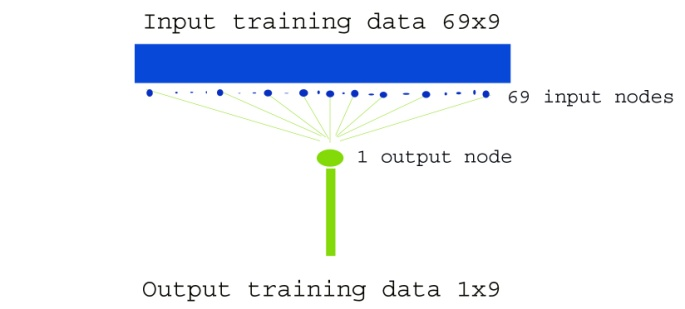 Input training data 69x9
69 input nodes
1 output node
Output training data 1x9